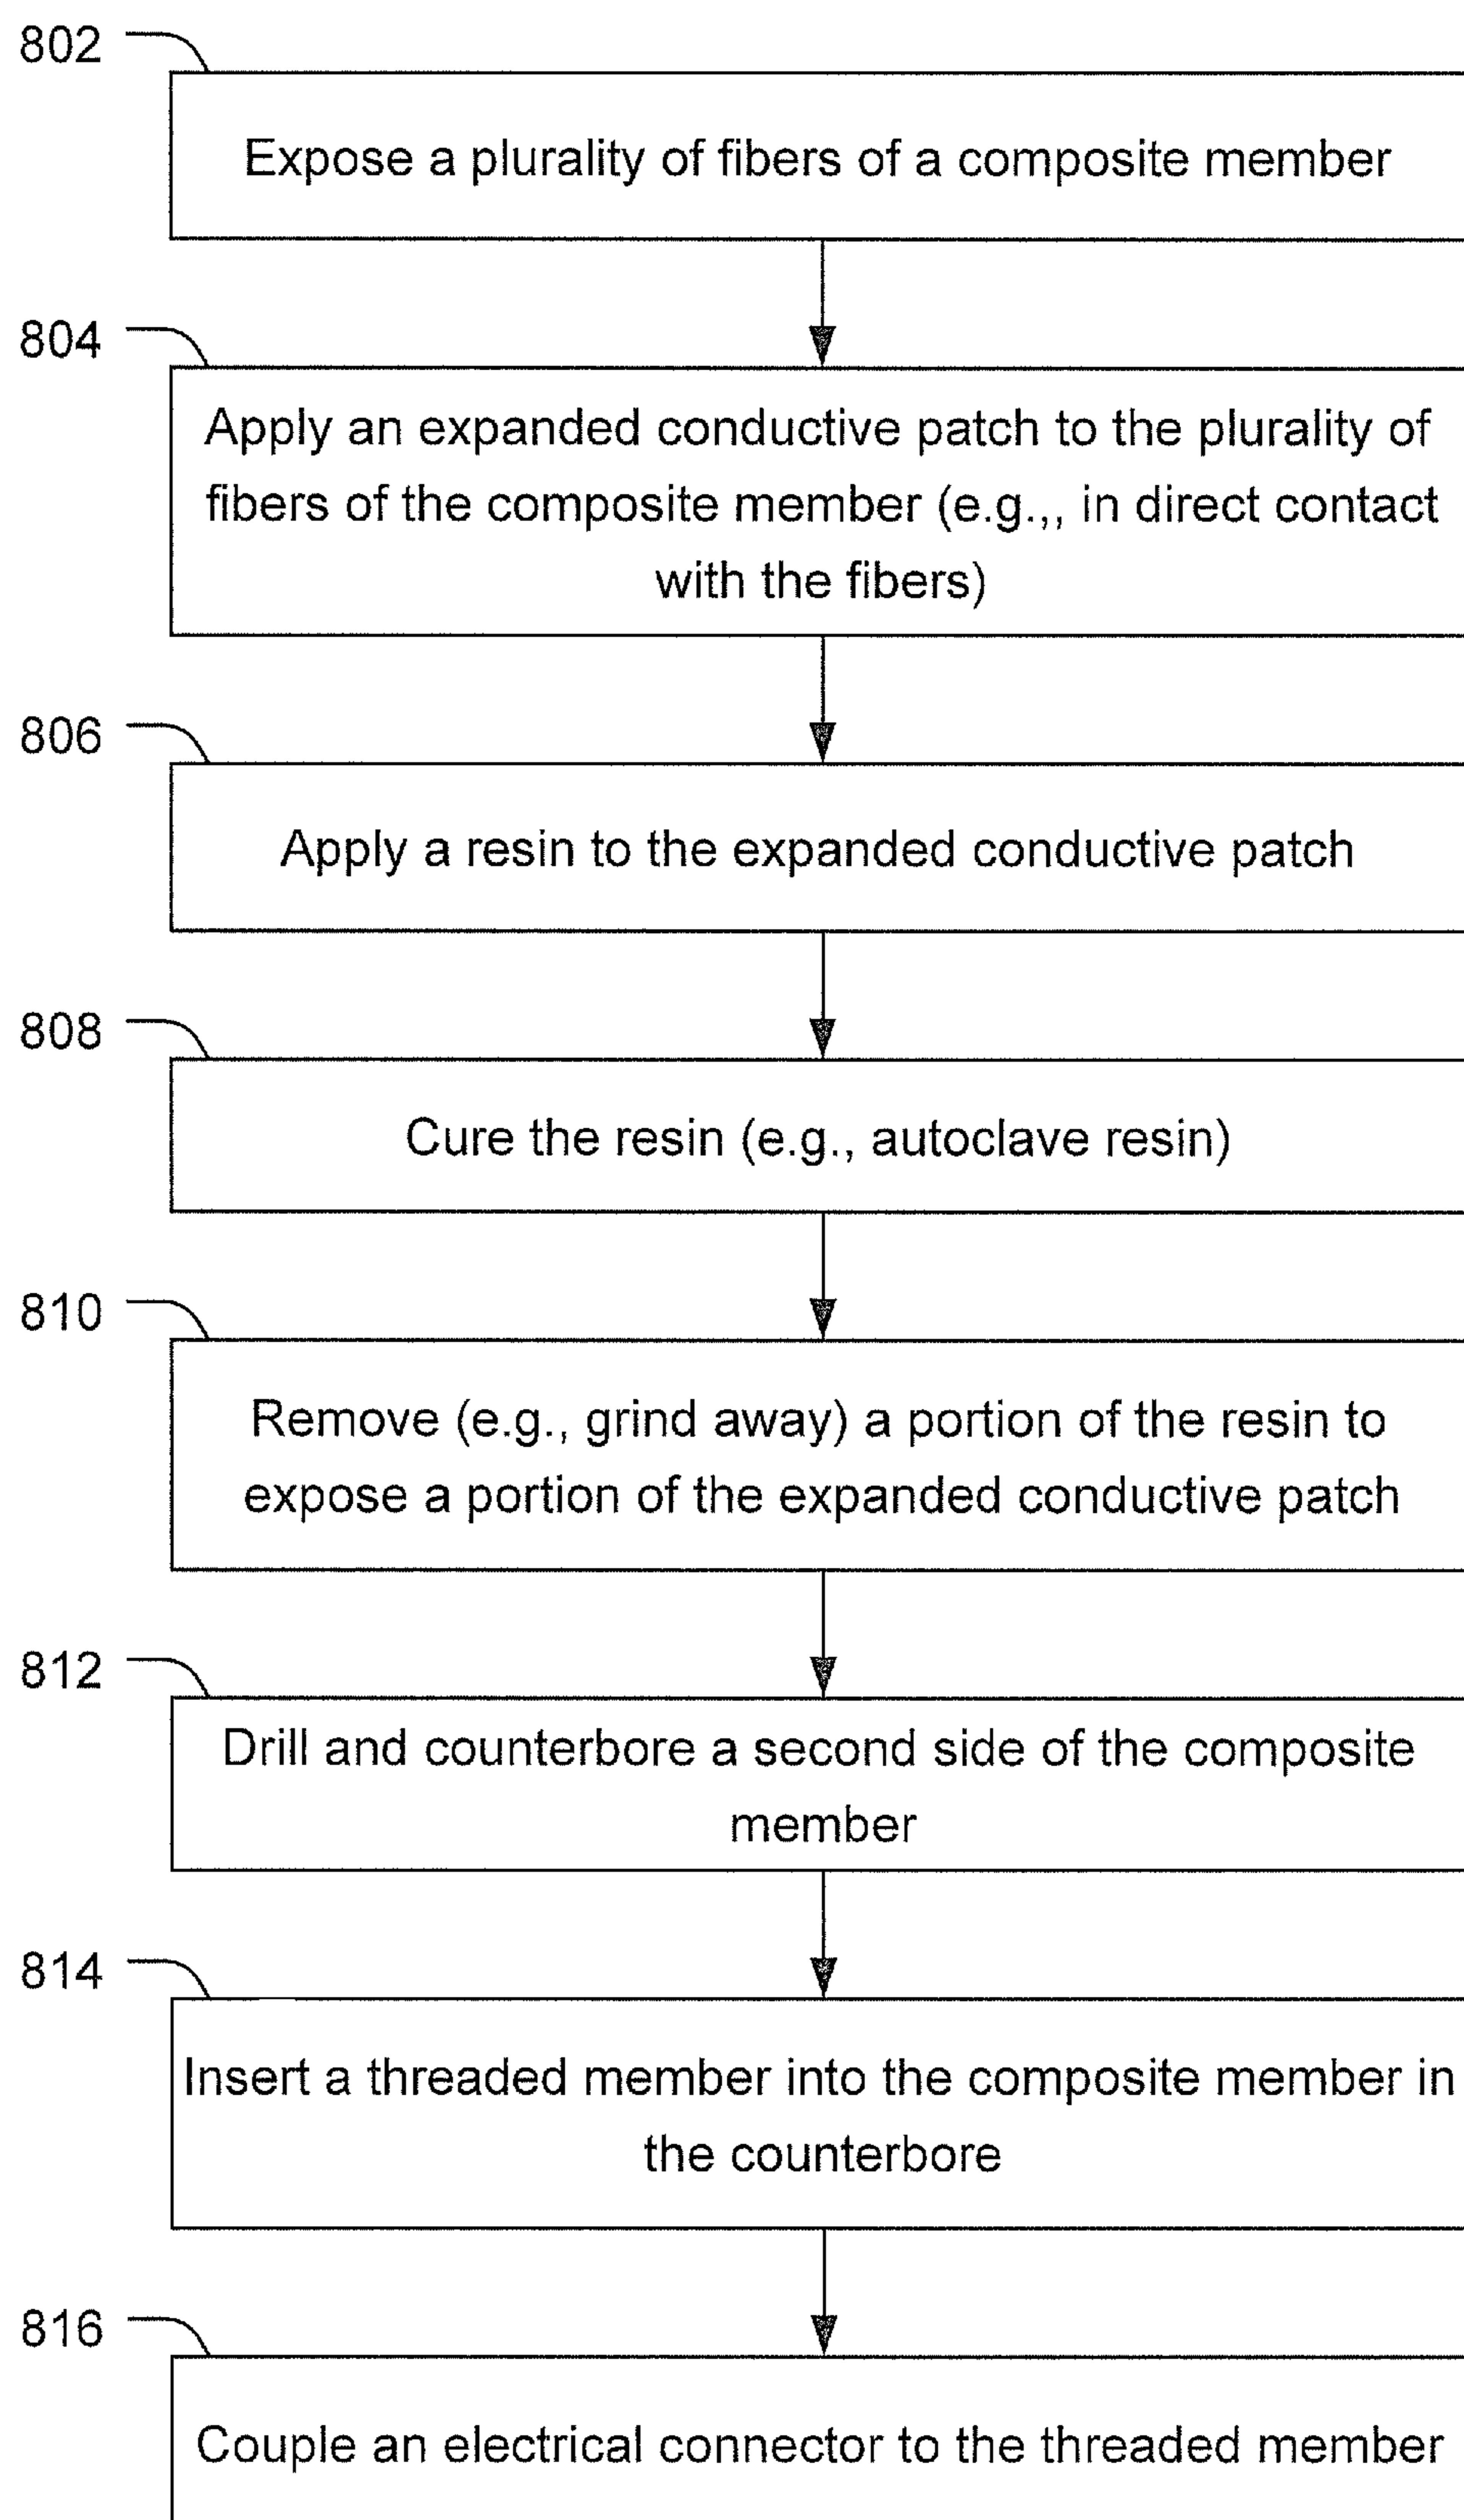 802
Expose a plurality of fibers of a composite member
804
Apply an expanded conductive patch to the plurality of
fibers of the composite member (e.g.,, in direct contact
with the fibers)
806
Apply a resin to the expanded conductive patch
808
Cure the resin (e.g., autoclave resin)
810
Remove (e.g., grind away) a portion of the resin to
expose a portion of the expanded conductive patch
812
Drill and counterbore a second side of the composite
member
814
Insert a threaded member into the composite member in
the counterbore
816
Couple an electrical connector to the threaded member